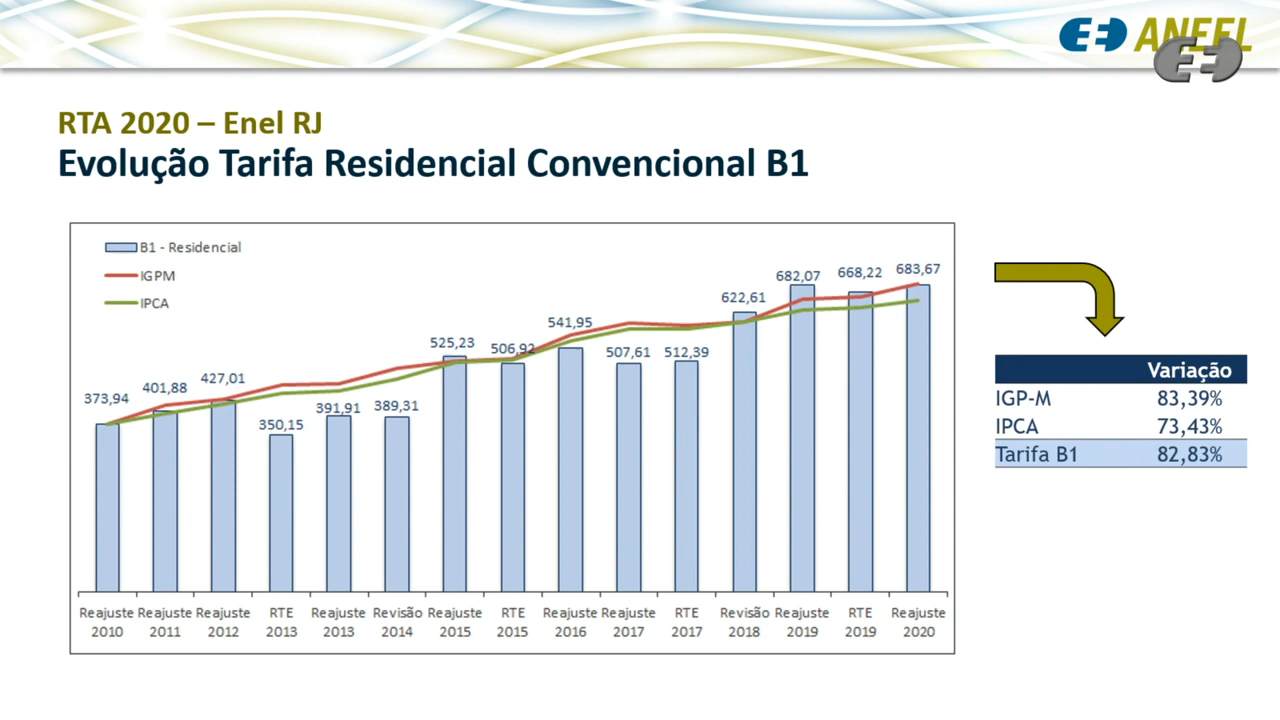 ANEEL
RTA 2020 – Enel RJ
Evolução Tarifa Residencial Convencional B1
B1 - Residencial
IGPM
IPCA
373,94
401,88
427,01
350,15
391,91
389,31
525,23
506,92
541,95
507,61
512,39
622,61
682,07
668,22
683,67
Reajuste 2010
Reajuste 2011
Reajuste 2012
RTE 2013
Reajuste 2013
Revisão 2014
Reajuste 2015
RTE 2015
Reajuste 2016
Reajuste 2017
RTE 2017
Revisão 2018
Reajuste 2019
RTE 2019
Reajuste 2020
Variação
IGP-M 83,39%
IPCA 73,43%
Tarifa B1 82,83%